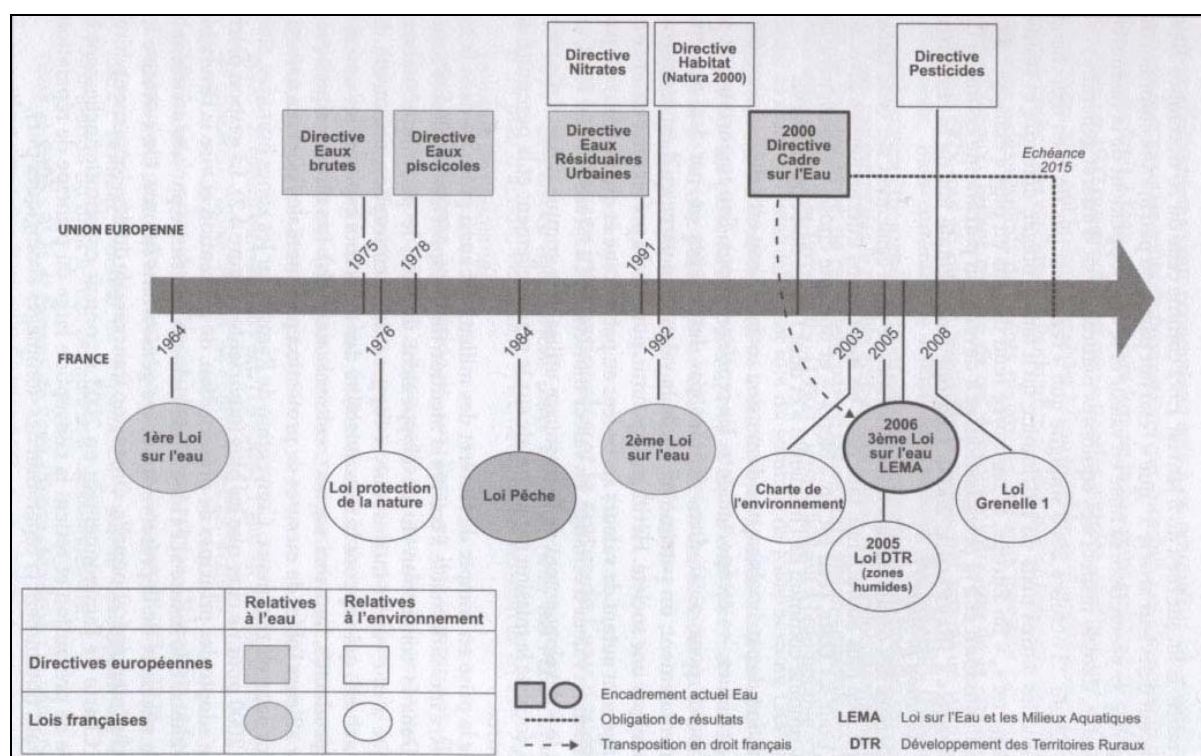 Directive
Nitrates
Directive
Habitat
(Natura 2000)
Directive
Pesticides
Directive
Eaux
brutes
Directive
Eaux
piscicoles
Directive
Eaux
Résiduaires
Urbaines
2000
Directive
Cadre
sur l'Eau
Echéance
2015
UNION EUROPENNE
1975
1978
1991
1964
1976
1984
1992
2003
2005
2008
FRANCE
1ère Loi
sur l'eau
Loi protection
de la nature
Loi Pêche
2ème Loi
sur l'eau
Charte de
l'environnement
2006
3ème Loi
sur l'eau
LEMA
2005
Loi DTR
(zones
humides)
Loi
Grenelle 1
Relatives
à l'eau
Relatives
à l'environnement
Directives européennes
Lois françaises
Encadrement actuel Eau
Obligation de résultats
Transposition en droit français
LEMA Loi sur l'Eau et les Milieux Aquatiques
DTR Développement des Territoires Ruraux